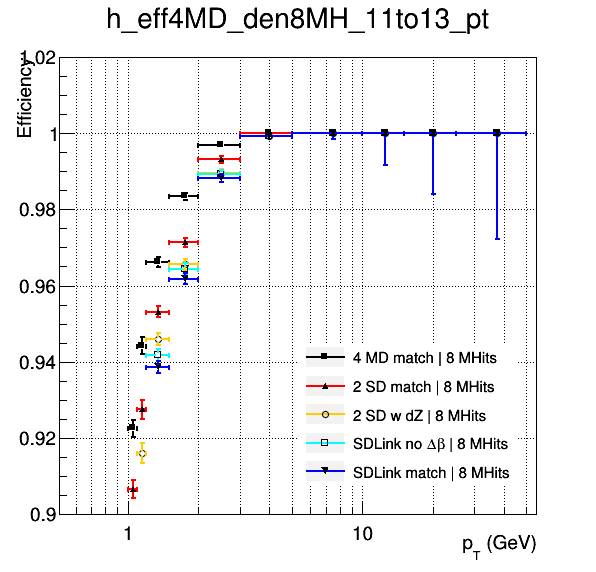 h_eff4MD_den8MH_11to13_pt
Efficiency
1.02
1
0.98
0.96
0.94
0.92
0.9
4 MD match | 8 MHits
2 SD match | 8 MHits
2 SD w dZ | 8 MHits
SDLink no Δβ | 8 MHits
SDLink match | 8 MHits
1
10
p_T (GeV)